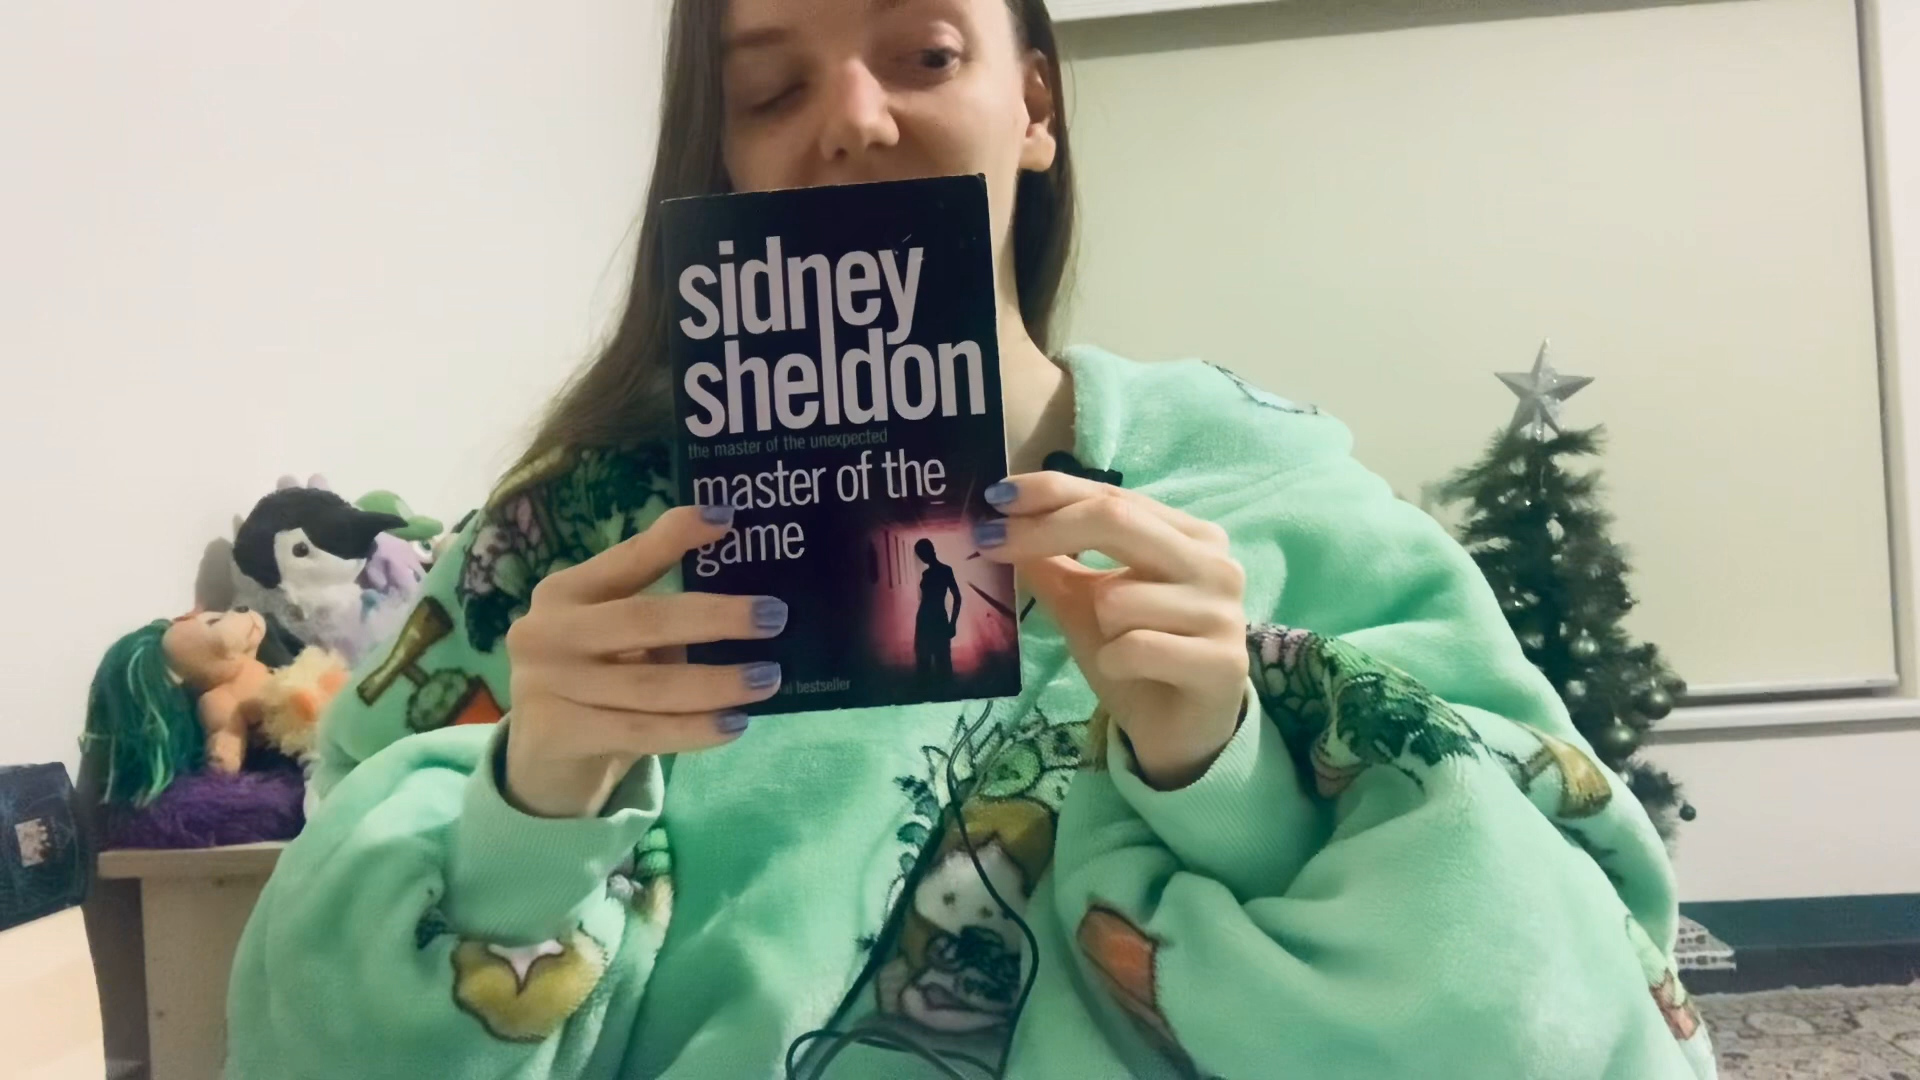 sidney
sheldon
the master of the unexpected
master of the
game
bestseller